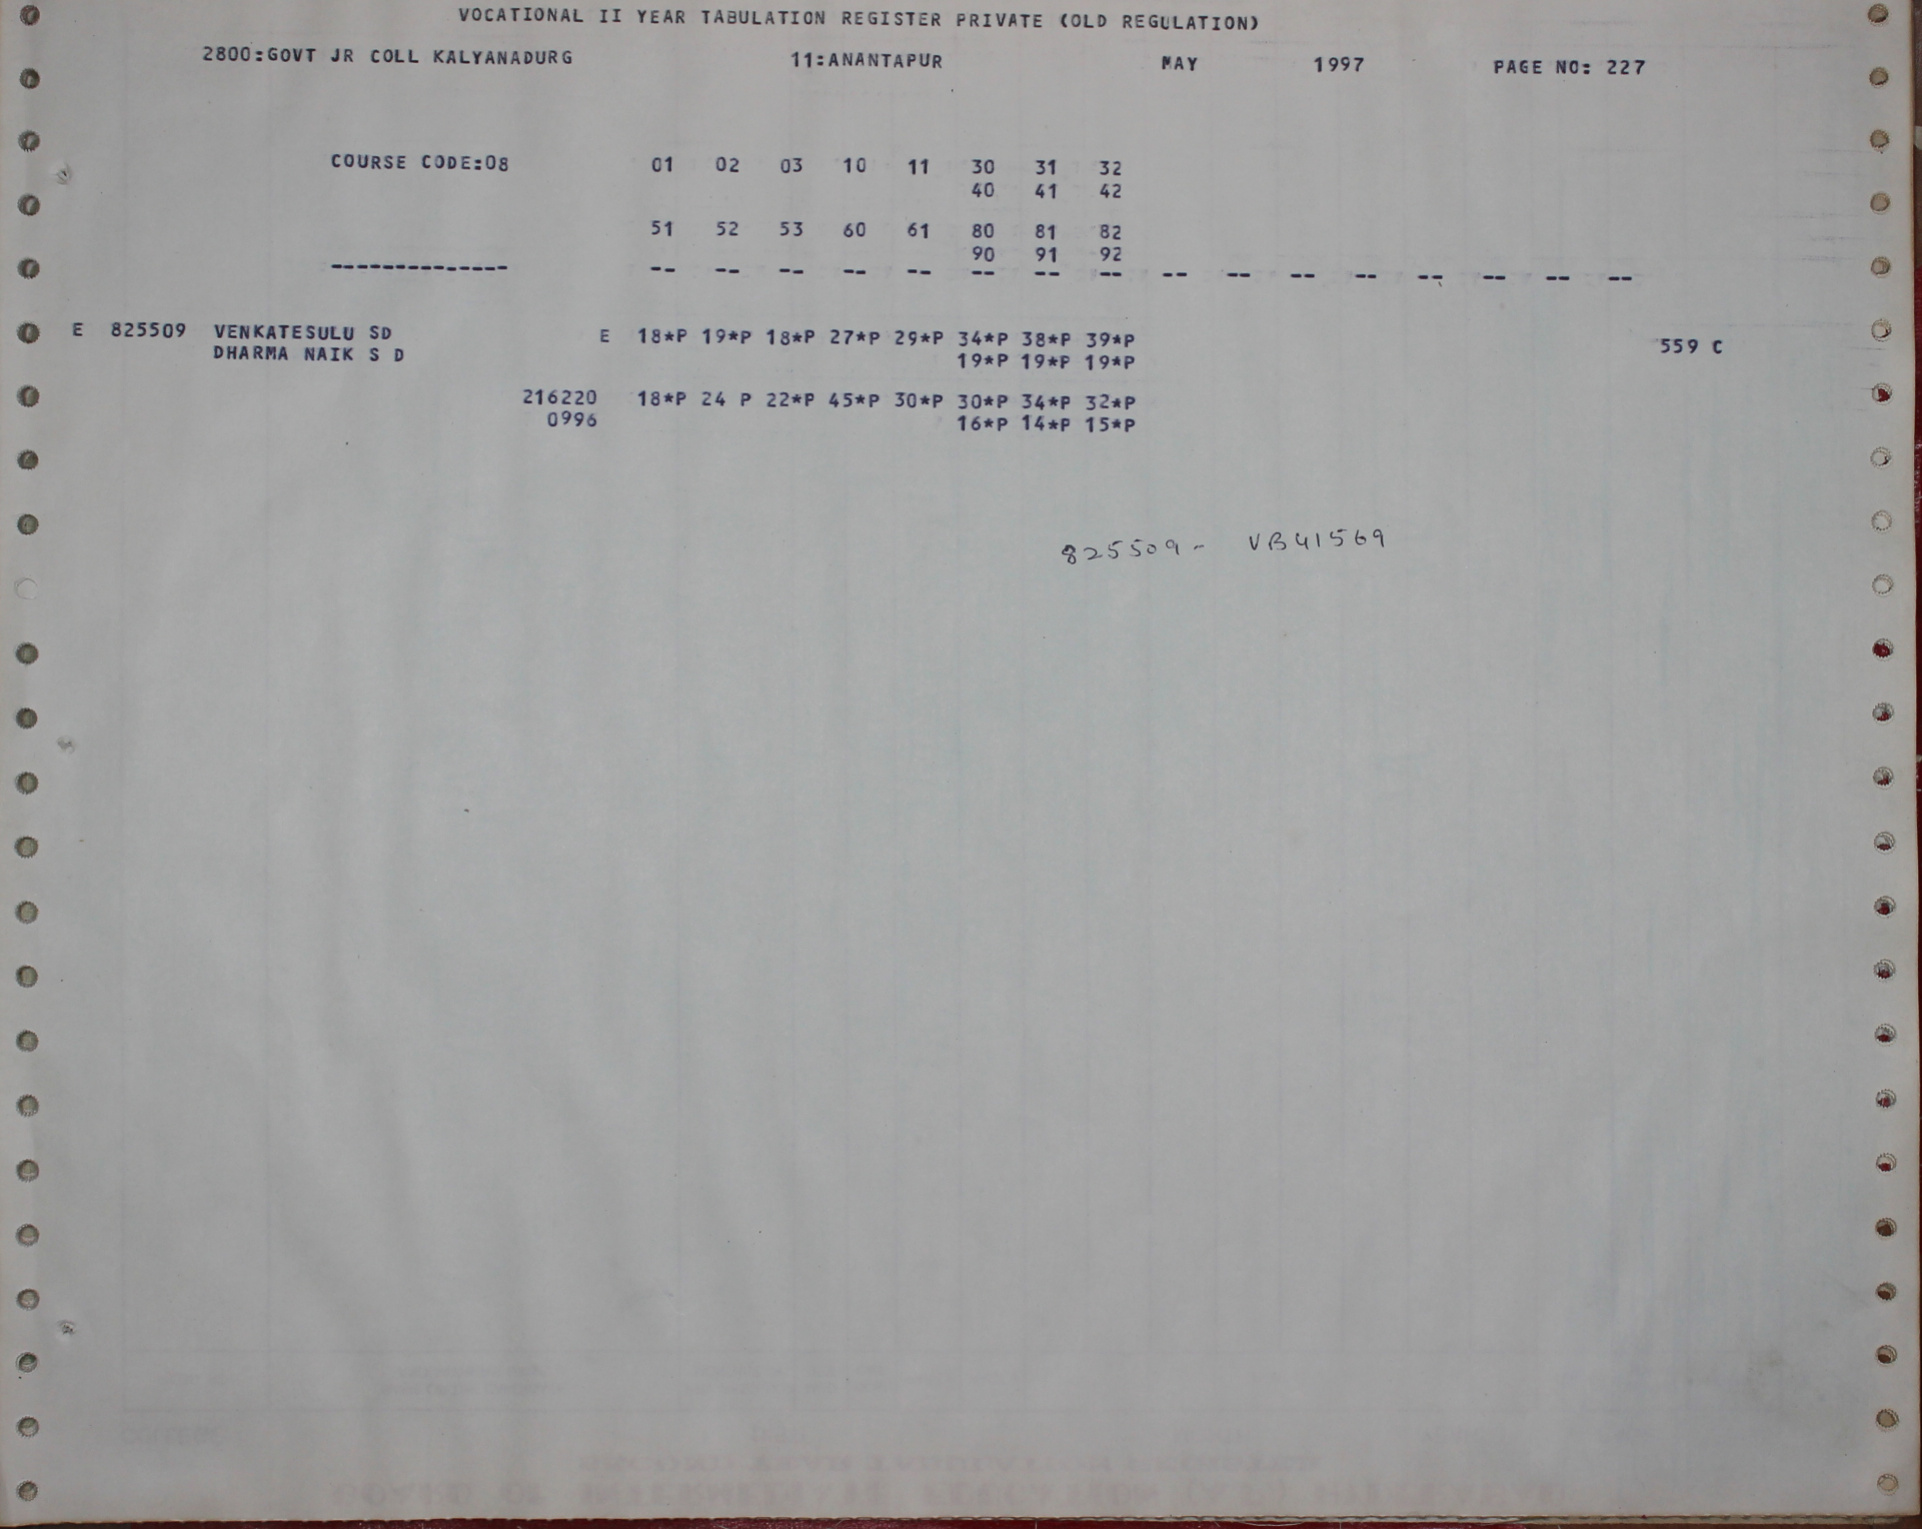 VOCATIONAL II YEAR TABULATION REGISTER PRIVATE (OLD REGULATION)
2800:GOVT JR COLL KALYANADURG 11:ANANTAPUR MAY 1997 PAGE NO: 227
COURSE CODE:08 01 02 03 10 11 30 31 32
40 41 42
51 52 53 60 61 80 81 82
90 91 92
-------------- -- -- -- -- -- -- -- -- -- -- -- -- -- -- -- --
E 825509 VENKATESULU SD E 18*P 19*P 18*P 27*P 29*P 34*P 38*P 39*P 559 C
DHARMA NAIK S D 19*P 19*P 19*P
216220 18*P 24 P 22*P 45*P 30*P 30*P 34*P 32*P
0996 16*P 14*P 15*P
825509- VB41569